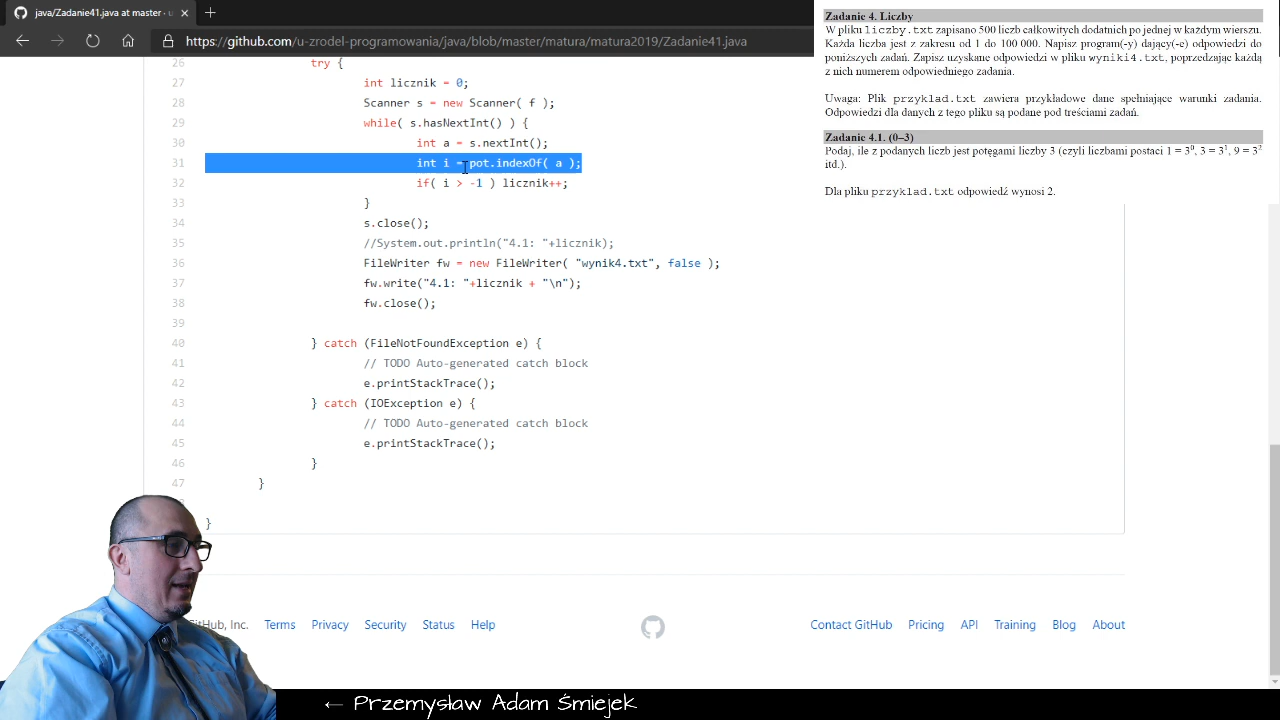 java/Zadanie41.java at master · u
https://github.com/u-zrodel-programowania/java/blob/master/matura/matura2019/Zadanie41.java
Zadanie 4. Liczby
W pliku liczby.txt zapisano 500 liczb całkowitych dodatnich po jednej w każdym wierszu.
Każda liczba jest z zakresu od 1 do 100 000. Napisz program(-y) dający(-e) odpowiedzi do
poniższych zadań. Zapisz uzyskane odpowiedzi w pliku wyniki4.txt, poprzedzając każdą
z nich numerem odpowiedniego zadania.
Uwaga: Plik przyklad.txt zawiera przykładowe dane spełniające warunki zadania.
Odpowiedzi dla danych z tego pliku są podane pod treściami zadań.
Zadanie 4.1. (0–3)
Podaj, ile z podanych liczb jest potęgami liczby 3 (czyli liczbami postaci 1 = 3⁰, 3 = 3¹, 9 = 3²
itd.).
Dla pliku przyklad.txt odpowiedź wynosi 2.
26 try {
27 int licznik = 0;
28 Scanner s = new Scanner( f );
29 while( s.hasNextInt() ) {
30 int a = s.nextInt();
31 int i = pot.indexOf( a );
32 if( i > -1 ) licznik++;
33 }
34 s.close();
35 //System.out.println("4.1: "+licznik);
36 FileWriter fw = new FileWriter( "wynik4.txt", false );
37 fw.write("4.1: "+licznik + "\n");
38 fw.close();
39
40 } catch (FileNotFoundException e) {
41 // TODO Auto-generated catch block
42 e.printStackTrace();
43 } catch (IOException e) {
44 // TODO Auto-generated catch block
45 e.printStackTrace();
46 }
47 }
}
GitHub, Inc. Terms Privacy Security Status Help Contact GitHub Pricing API Training Blog About
← Przemysław Adam Śmiejek